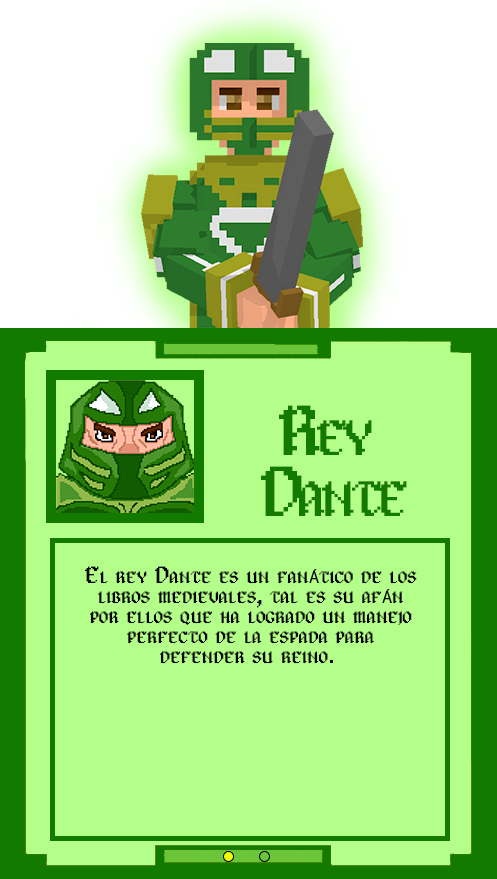 Rey
Dante
El rey Dante es un fanático de los
libros medievales, tal es su afán
por ellos que ha logrado un manejo
perfecto de la espada para
defender su reino.